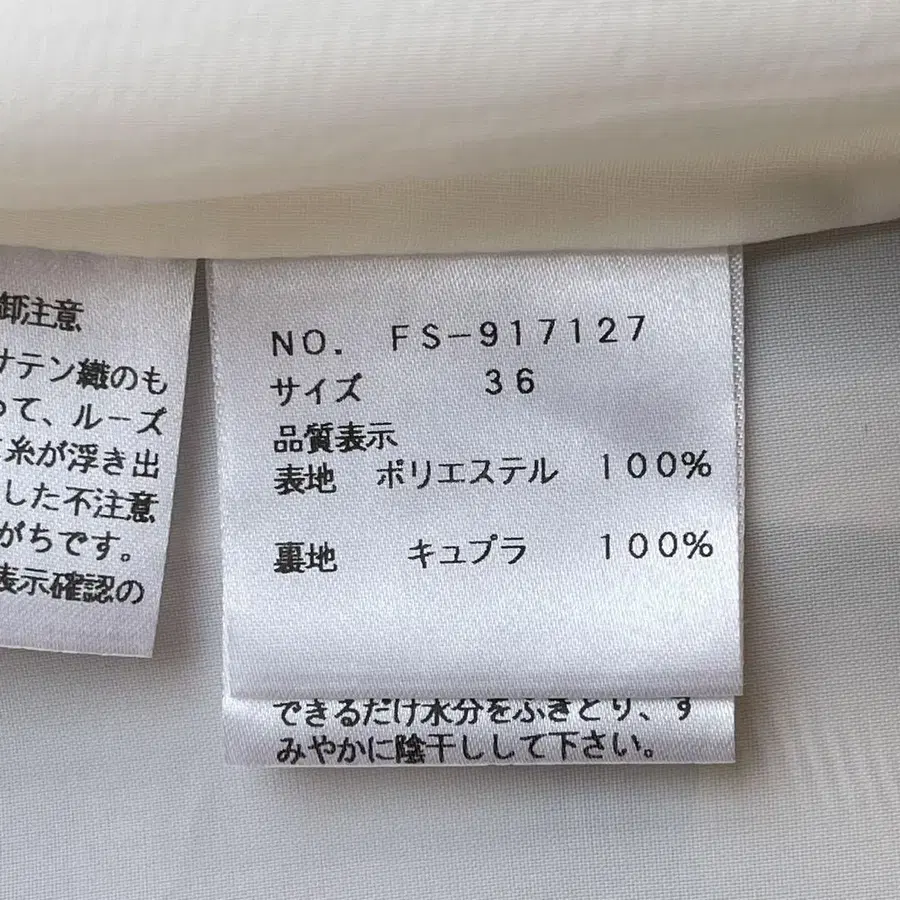 御注意
サテン織のも
って、ルーズ
糸が浮き出
した不注意
がちです。
表示確認の
NO. FS-917127
サイズ 36
品質表示
表地 ポリエステル 100%
裏地 キュプラ 100%
できるだけ水分をふきとり、す
みやかに陰干しして下さい。